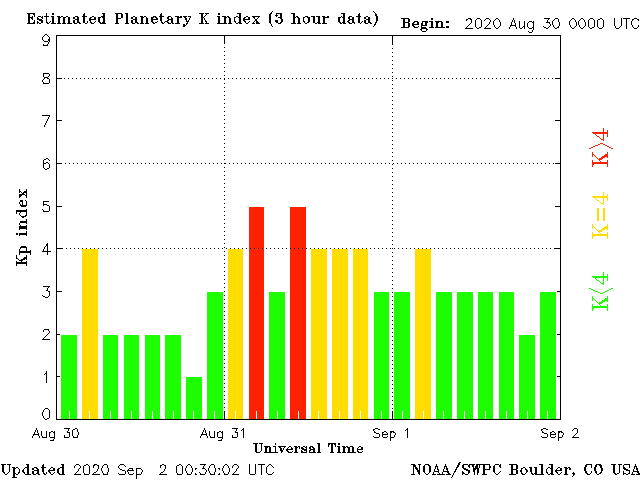 Estimated Planetary K index (3 hour data) Begin: 2020 Aug 30 0000 UTC
9
8
7
6
5
4
3
2
1
0
Kp index
K>4
K=4
K<4
Aug 30 Aug 31 Sep 1 Sep 2
Universal Time
Updated 2020 Sep 2 00:30:02 UTC NOAA/SWPC Boulder, CO USA